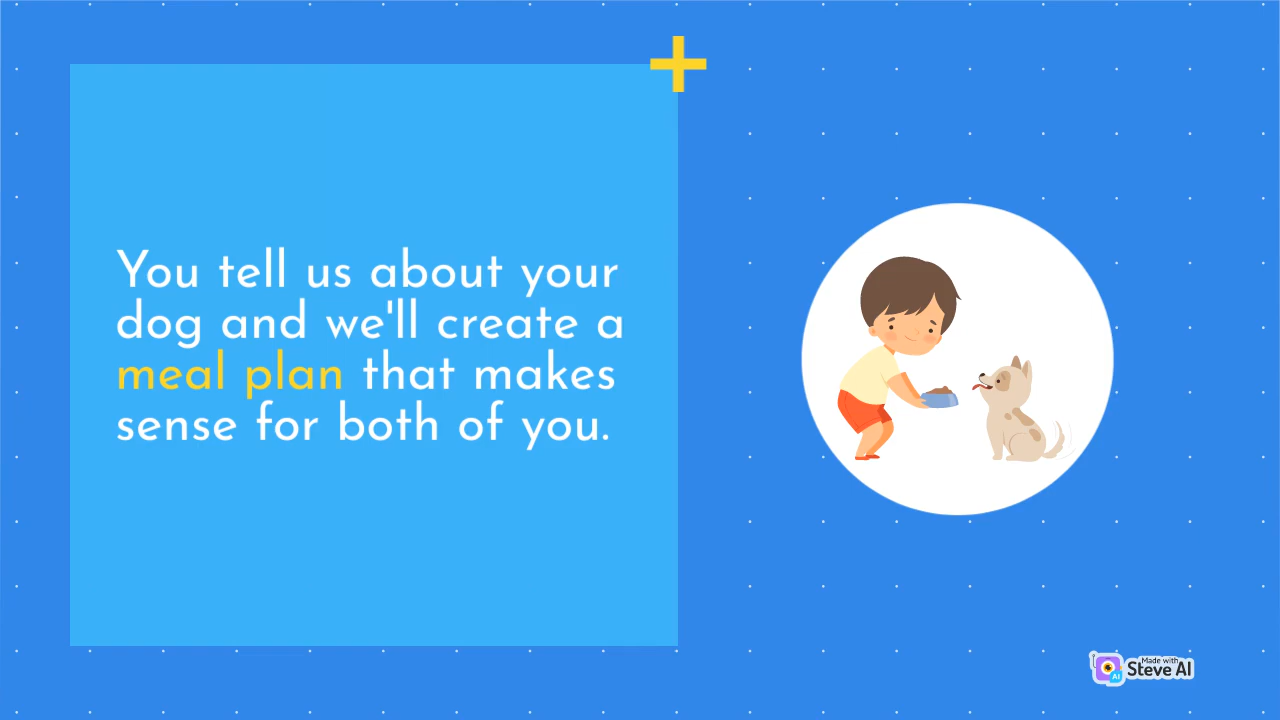 You tell us about your
dog and we'll create a
meal plan that makes
sense for both of you.
Made with
Steve AI
AI